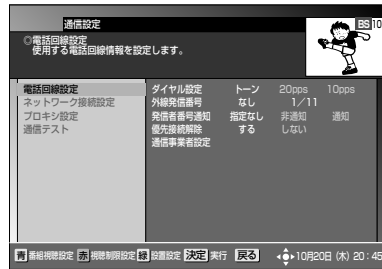 通信設定
BS 10
◎電話回線設定
使用する電話回線情報を設定します。
電話回線設定
ネットワーク接続設定
プロキシ設定
通信テスト
ダイヤル設定 トーン 20pps 10pps
外線発信番号 なし 1/11
発信者番号通知 指定なし 非通知 通知
優先接続解除 する しない
通信事業者設定
青 番組視聴設定 赤 視聴制限設定 緑 設置設定 決定 実行 戻る 10月20日 (木) 20:45